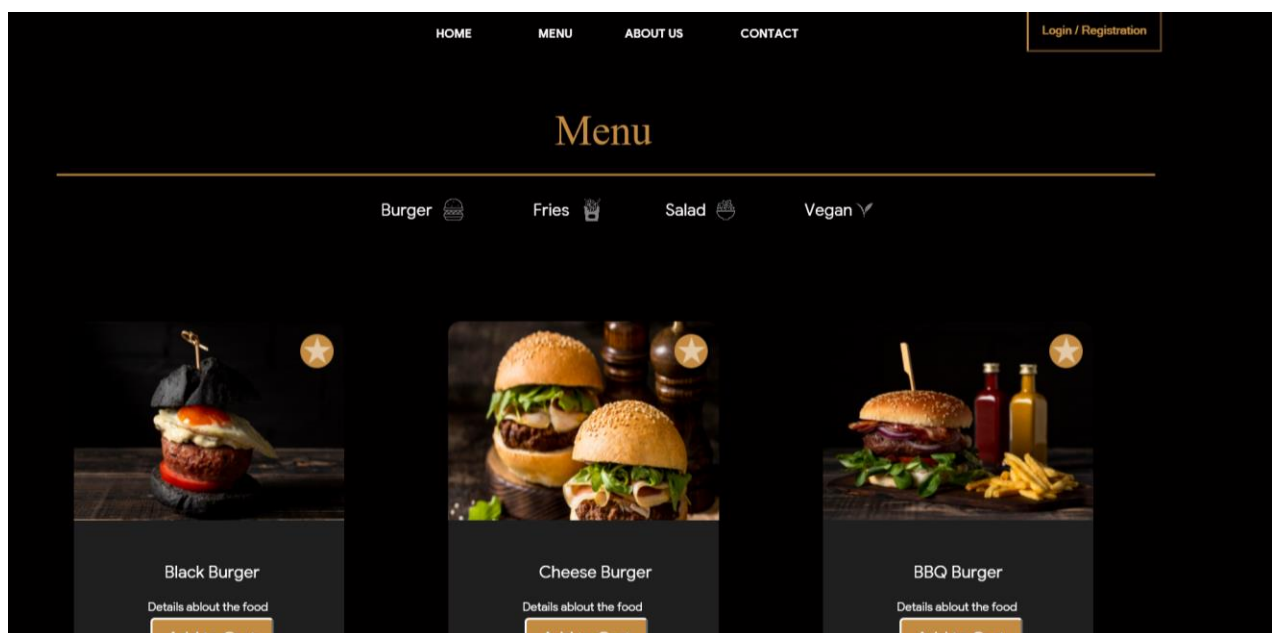 HOME MENU ABOUT US CONTACT Login / Registration
Menu
Burger Fries Salad Vegan
Black Burger Cheese Burger BBQ Burger
Details ablout the food Details ablout the food Details ablout the food